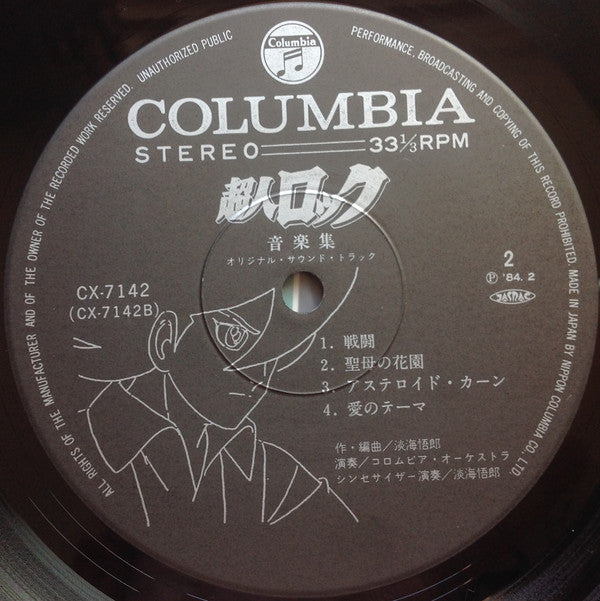 ALL RIGHTS OF THE MANUFACTURER AND OF THE OWNER OF THE RECORDED WORK RESERVED. UNAUTHORIZED PUBLIC PERFORMANCE, BROADCASTING AND COPYING OF THIS RECORD PROHIBITED. MADE IN JAPAN BY NIPPON COLUMBIA CO., LTD.
Columbia
COLUMBIA
STEREO 33⅓RPM
超人ロック
音楽集
オリジナル・サウンド・トラック
2
Ⓟ '84. 2
JASRAC
CX-7142
(CX-7142B)
1. 戦闘
2. 聖母の花園
3. アステロイド・カーン
4. 愛のテーマ
作・編曲/淡海悟郎
演奏/コロムビア・オーケストラ
シンセサイザー演奏/淡海悟郎